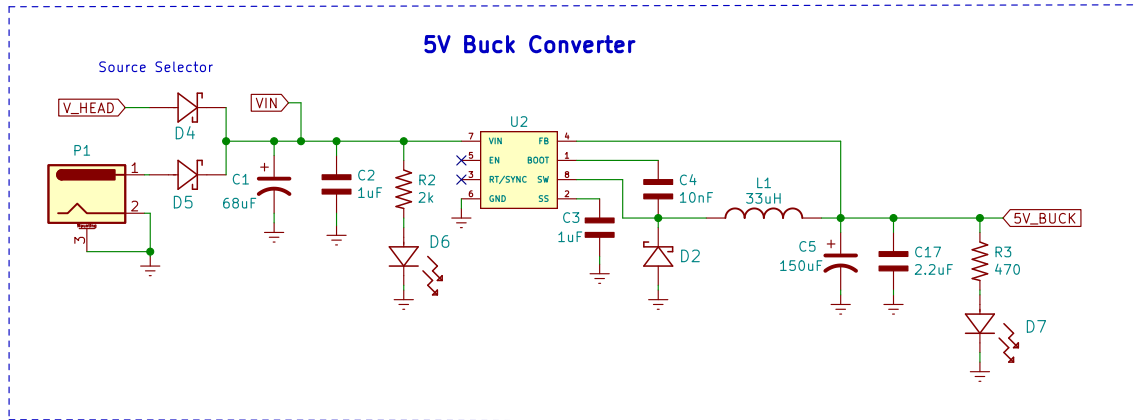 5V Buck Converter
Source Selector
V_HEAD
D4
VIN
P1
1
2
3
D5
C1
68uF
+
C2
1uF
R2
2k
D6
U2
7 VIN FB 4
5 EN BOOT 1
3 RT/SYNC SW 8
6 GND SS 2
C3
1uF
C4
10nF
D2
L1
33uH
C5
150uF
+
C17
2.2uF
5V_BUCK
R3
470
D7